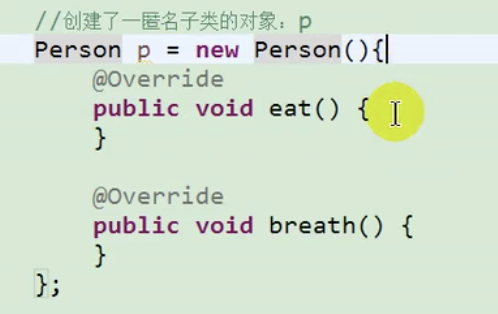 //创建了一匿名子类的对象：p
Person p = new Person(){
@Override
public void eat() {
}
@Override
public void breath() {
}
};